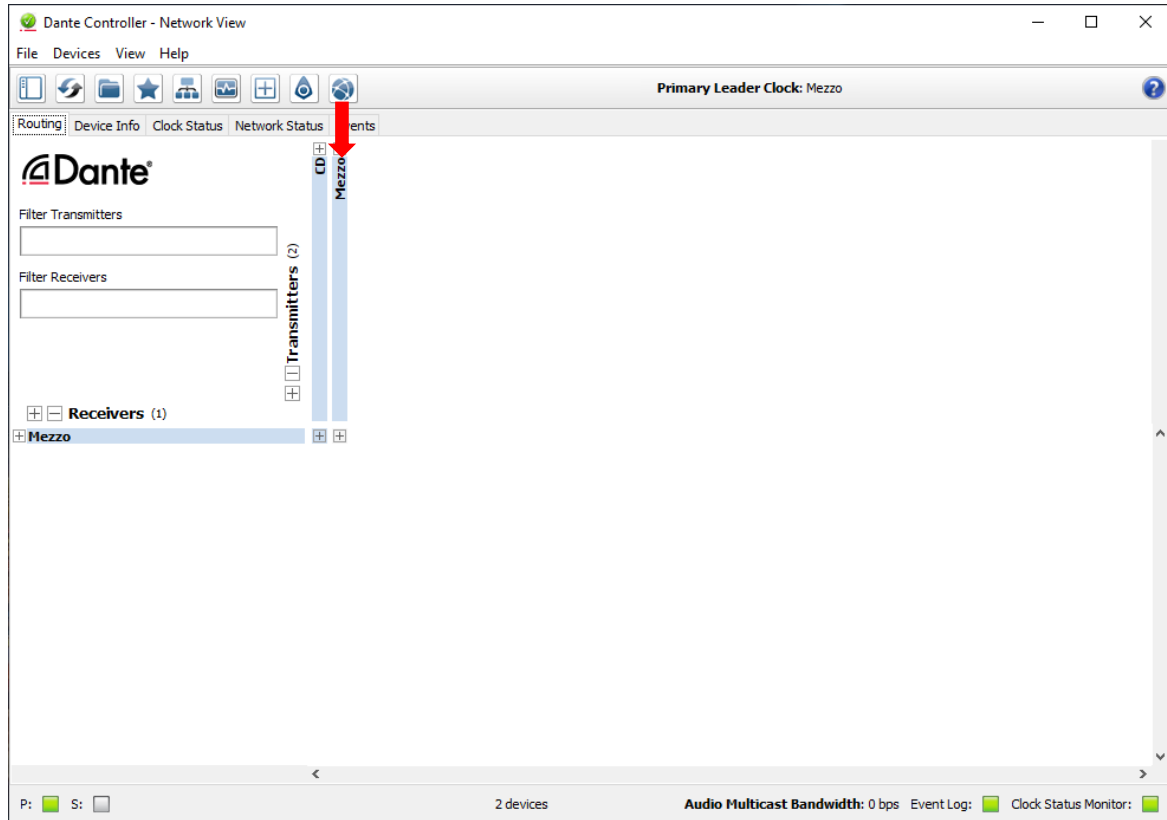 Dante Controller - Network View
File Devices View Help
Primary Leader Clock: Mezzo
Routing Device Info Clock Status Network Status ents
Dante®
CD
Mezzo
Filter Transmitters
Filter Receivers
Transmitters (2)
Receivers (1)
Mezzo
P: S: 2 devices Audio Multicast Bandwidth: 0 bps Event Log: Clock Status Monitor: